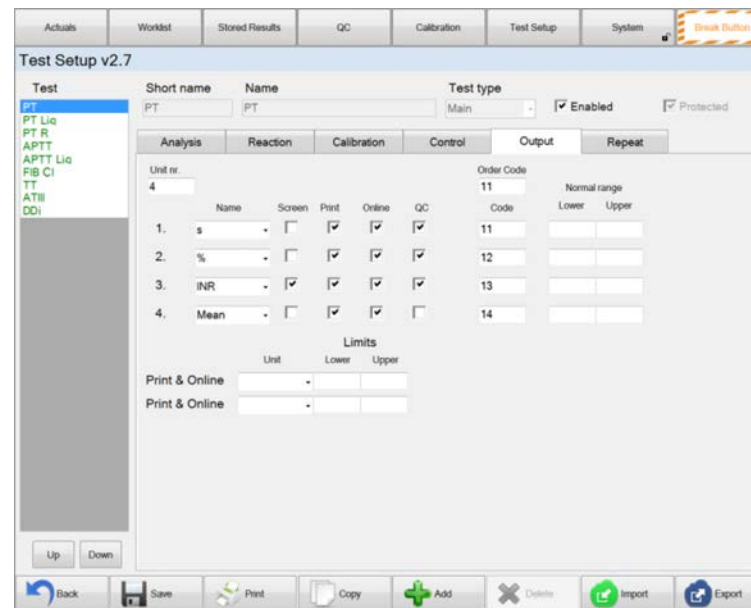 Actuals Worklist Stored Results QC Calibration Test Setup System Break Button
Test Setup v2.7
Test Short name Name Test type
PT PT Main Enabled Protected
PT
PT Liq
PT R
APTT
APTT Liq
FIB Cl
TT
ATIII
DDi
Analysis Reaction Calibration Control Output Repeat
Unit nr. Order Code
4 11 Normal range
Name Screen Print Online QC Code Lower Upper
1. s 11
2. % 12
3. INR 13
4. Mean 14
Limits
Unit Lower Upper
Print & Online
Print & Online
Up Down
Back Save Print Copy Add Delete Import Export